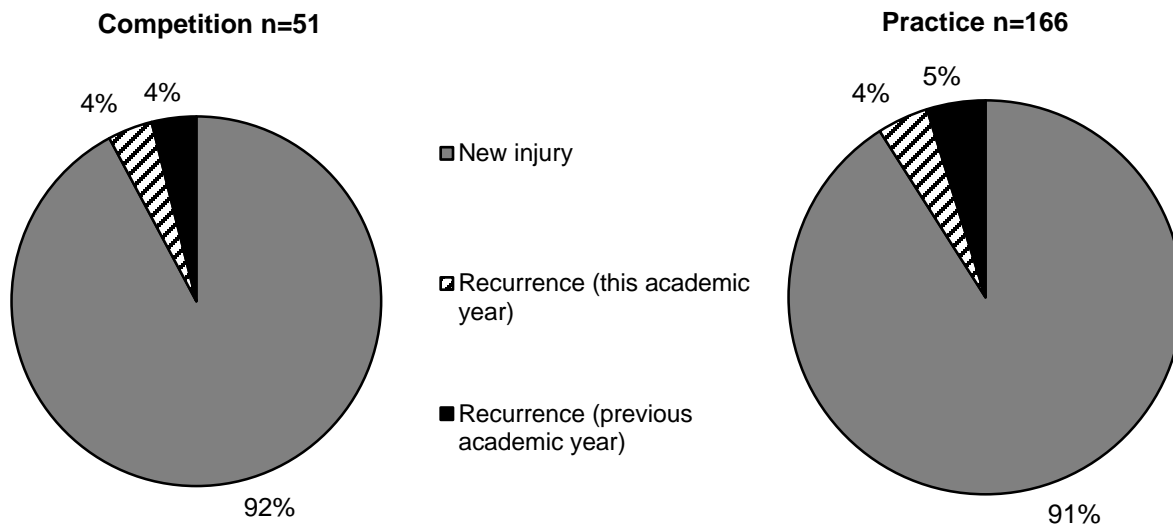 Competition n=51
4%
4%
92%
New injury
Recurrence (this academic
year)
Recurrence (previous
academic year)
Practice n=166
4%
5%
91%